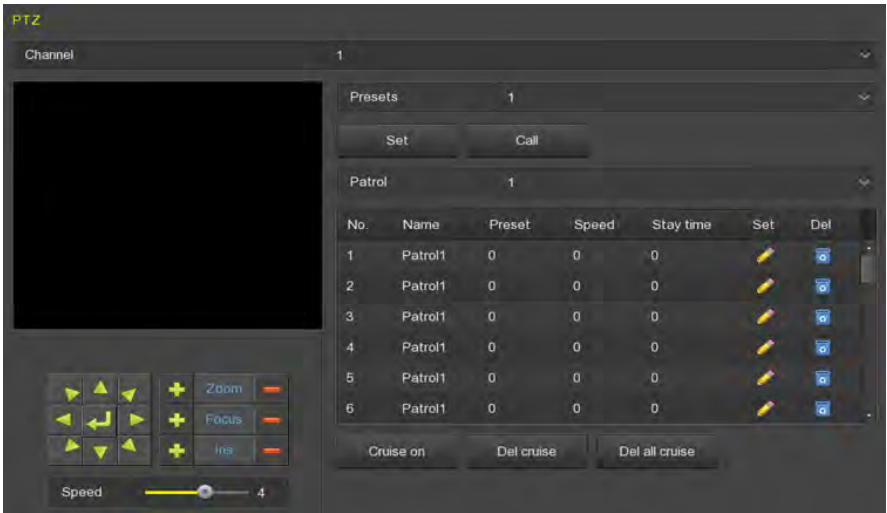 PTZ
Channel 1
Presets 1
Set Call
Patrol 1
No. Name Preset Speed Stay time Set Del
1 Patrol1 0 0 0
2 Patrol1 0 0 0
3 Patrol1 0 0 0
4 Patrol1 0 0 0
5 Patrol1 0 0 0
6 Patrol1 0 0 0
Zoom
Focus
Iris
Speed 4
Cruise on Del cruise Del all cruise